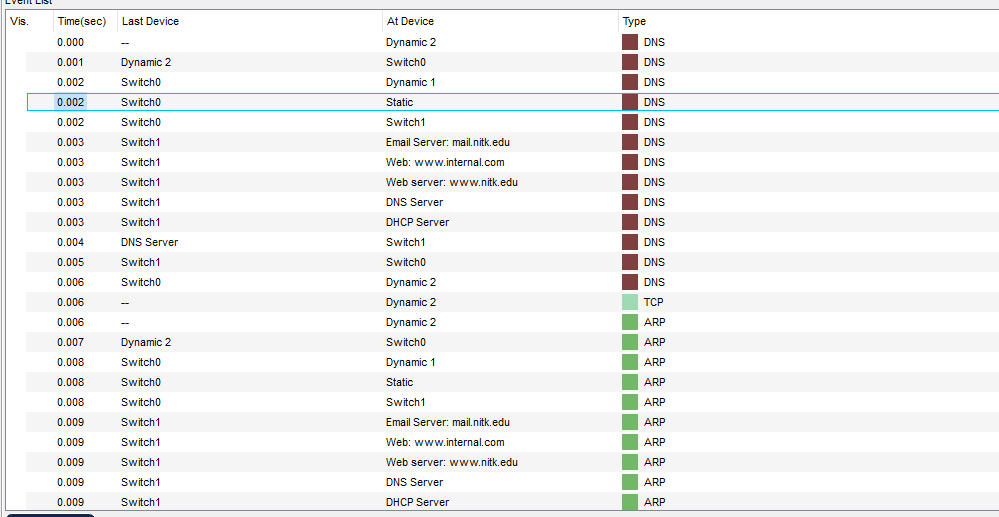 Event List
Vis. Time(sec) Last Device At Device Type
0.000 -- Dynamic 2 DNS
0.001 Dynamic 2 Switch0 DNS
0.002 Switch0 Dynamic 1 DNS
0.002 Switch0 Static DNS
0.002 Switch0 Switch1 DNS
0.003 Switch1 Email Server: mail.nitk.edu DNS
0.003 Switch1 Web: www.internal.com DNS
0.003 Switch1 Web server: www.nitk.edu DNS
0.003 Switch1 DNS Server DNS
0.003 Switch1 DHCP Server DNS
0.004 DNS Server Switch1 DNS
0.005 Switch1 Switch0 DNS
0.006 Switch0 Dynamic 2 DNS
0.006 -- Dynamic 2 TCP
0.006 -- Dynamic 2 ARP
0.007 Dynamic 2 Switch0 ARP
0.008 Switch0 Dynamic 1 ARP
0.008 Switch0 Static ARP
0.008 Switch0 Switch1 ARP
0.009 Switch1 Email Server: mail.nitk.edu ARP
0.009 Switch1 Web: www.internal.com ARP
0.009 Switch1 Web server: www.nitk.edu ARP
0.009 Switch1 DNS Server ARP
0.009 Switch1 DHCP Server ARP